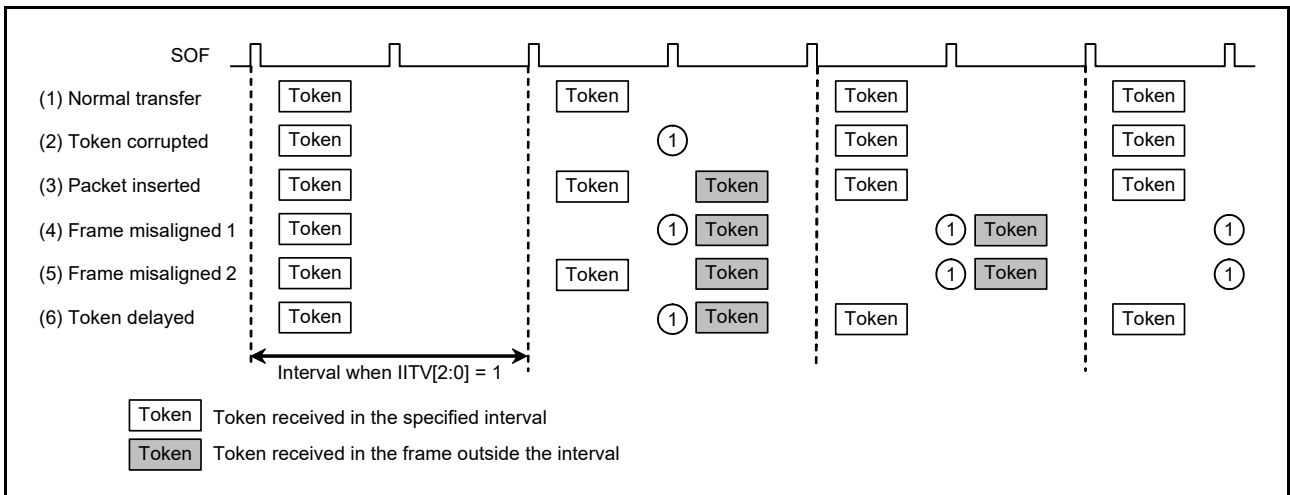 SOF
(1) Normal transfer Token Token Token Token
(2) Token corrupted Token 1 Token Token
(3) Packet inserted Token Token Token Token Token
(4) Frame misaligned 1 Token 1 Token 1 Token 1
(5) Frame misaligned 2 Token Token Token 1 Token 1
(6) Token delayed Token 1 Token Token Token
Interval when IITV[2:0] = 1
Token Token received in the specified interval
Token Token received in the frame outside the interval